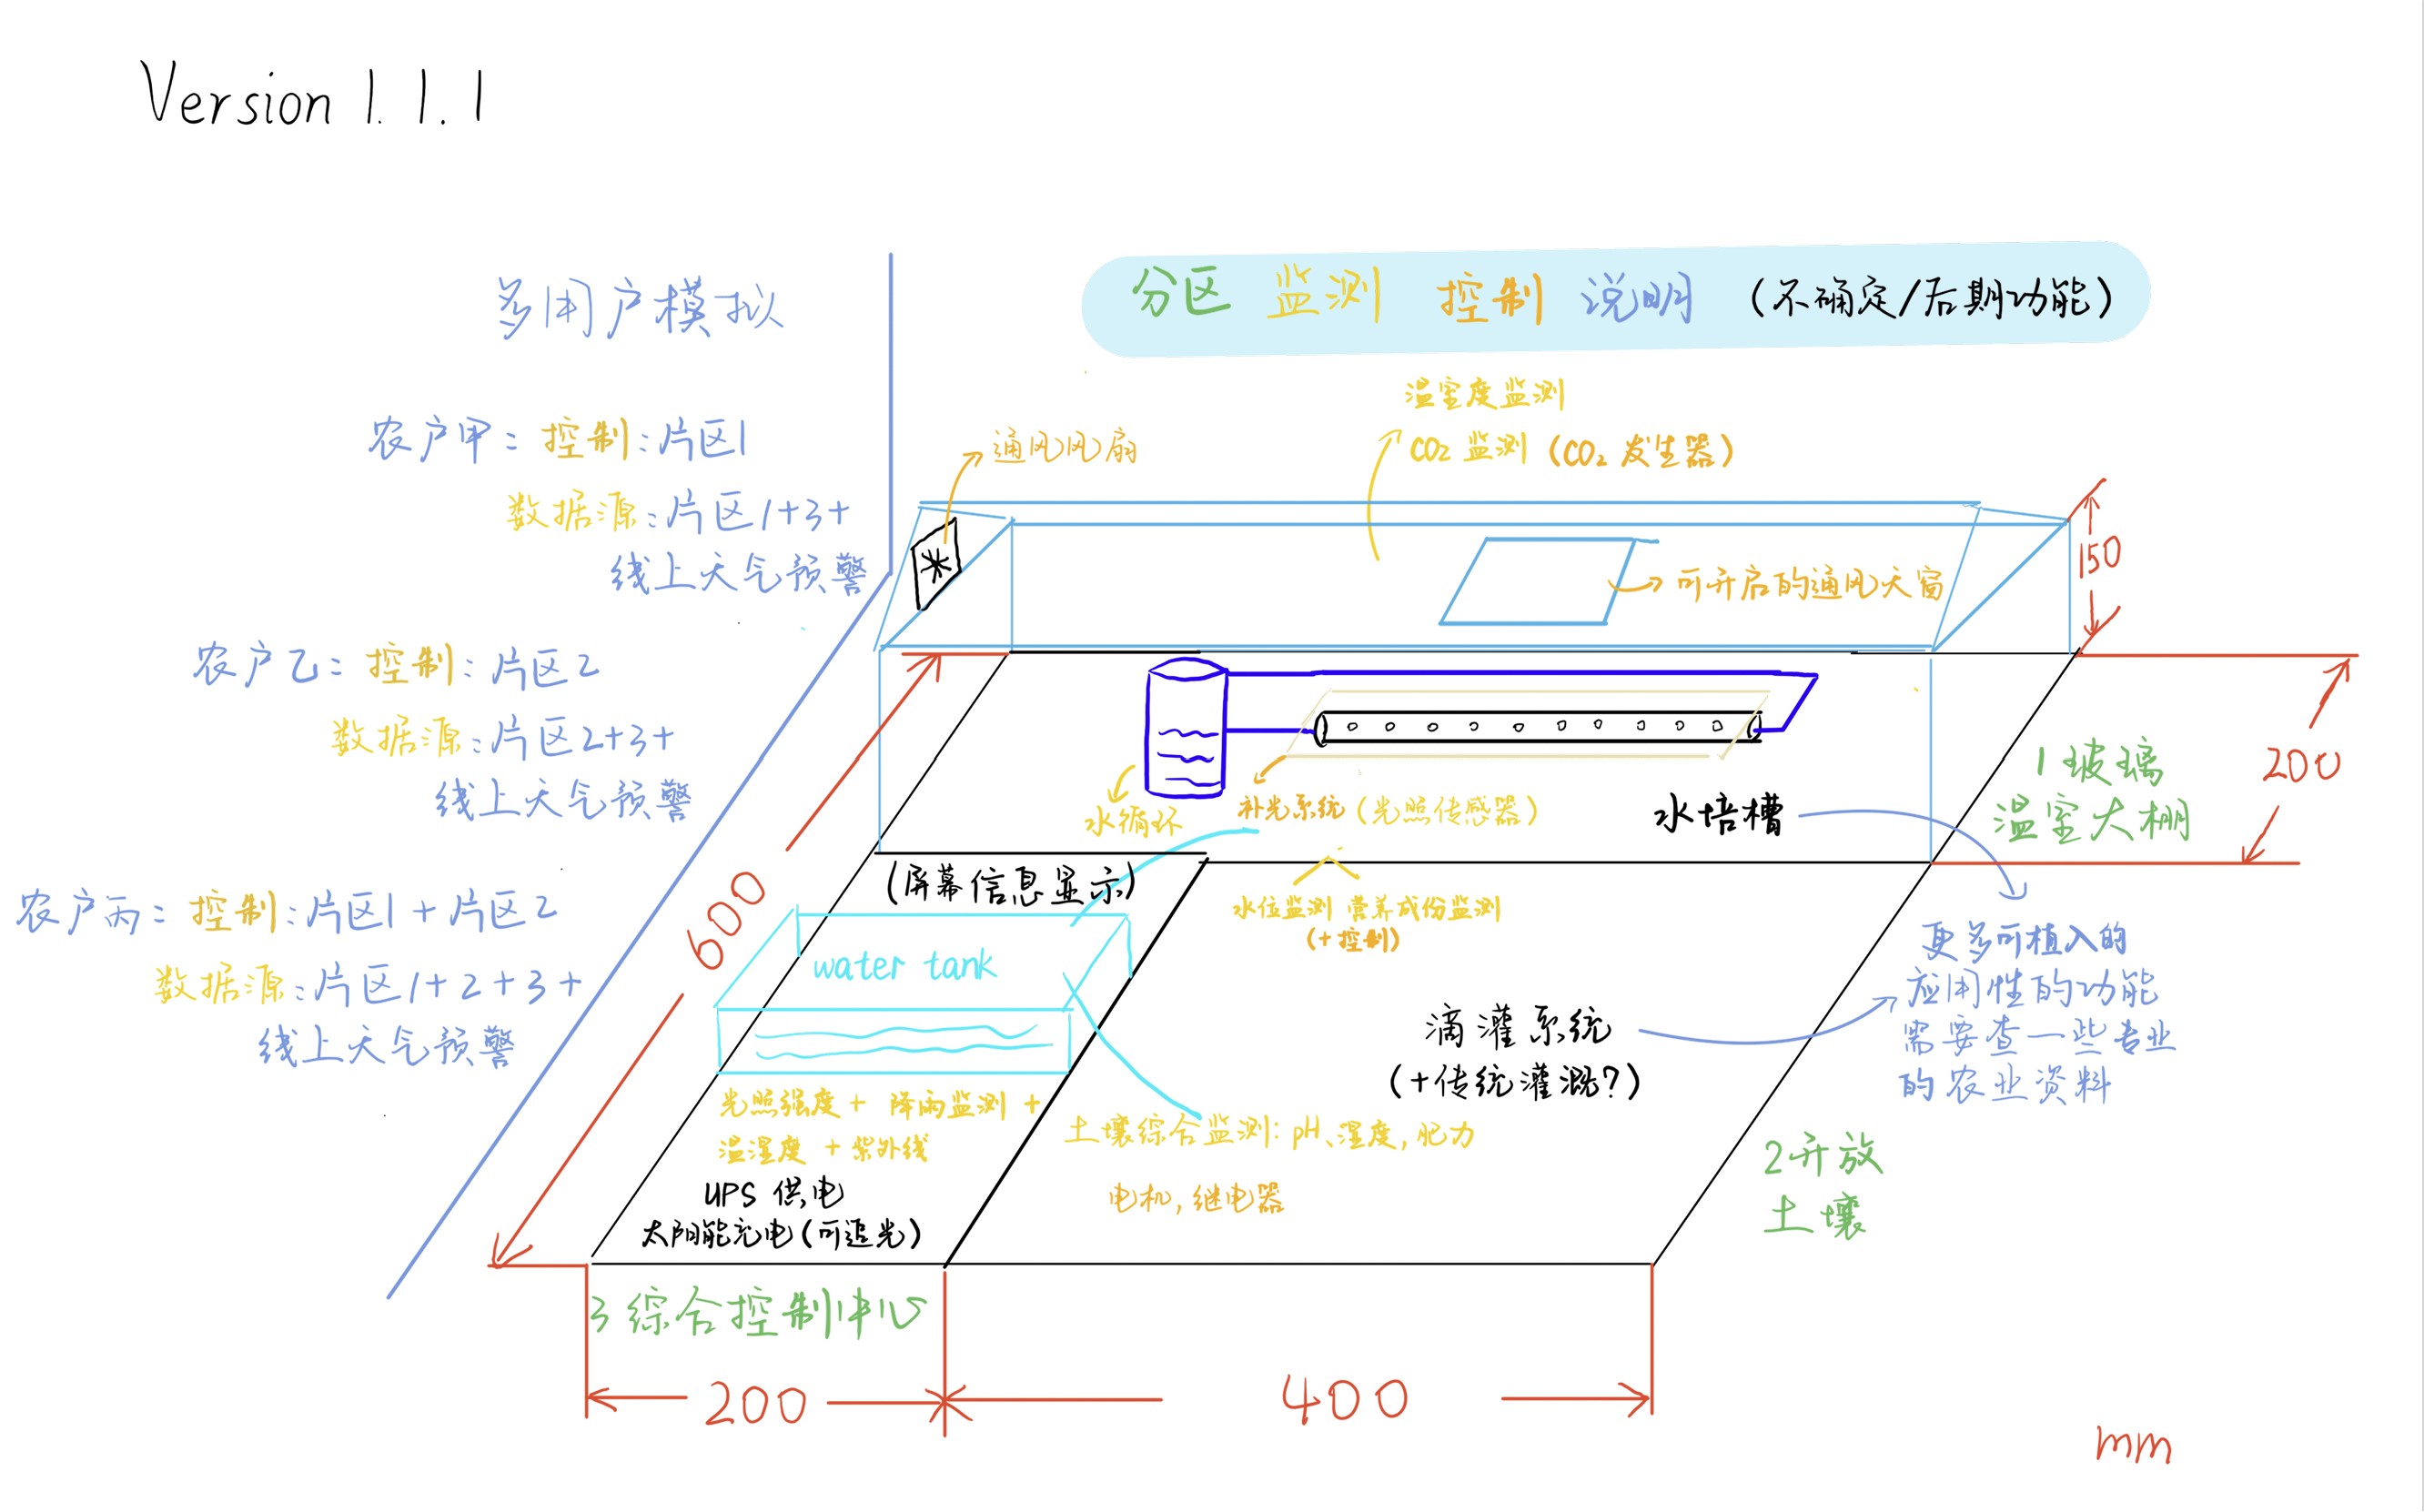 Version 1.1.1
分区 监测 控制 说明 (不确定/后期功能)
多用户模拟
农户甲: 控制: 片区1
数据源: 片区1+3+
线上天气预警
农户乙: 控制: 片区2
数据源: 片区2+3+
线上天气预警
农户丙: 控制: 片区1+片区2
数据源: 片区1+2+3+
线上天气预警
通风风扇
温室度监测
CO₂ 监测 (CO₂ 发生器)
可开启的通风天窗
150
200
600
水循环
补光系统 (光照传感器)
水培槽
1 玻璃
温室大棚
(屏幕信息显示)
水位监测 营养成份监测
(+控制)
water tank
更多可植入的
应用性的功能
需要查一些专业
的农业资料
滴灌系统
(+传统灌溉?)
光照强度 + 降雨监测 +
温湿度 + 紫外线
土壤综合监测: pH、湿度, 肥力
电机, 继电器
UPS 供电
太阳能充电 (可追光)
2 开放
土壤
3 综合控制中心
200
400
mm